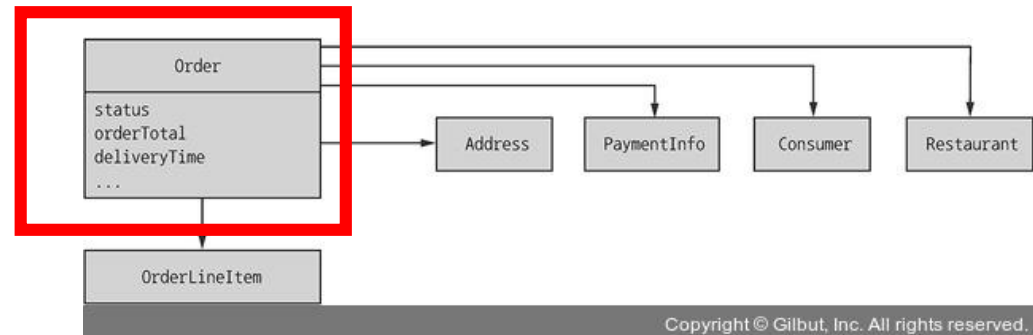 Order
status
orderTotal
deliveryTime
...
Address
PaymentInfo
Consumer
Restaurant
OrderLineItem
Copyright © Gilbut, Inc. All rights reserved.